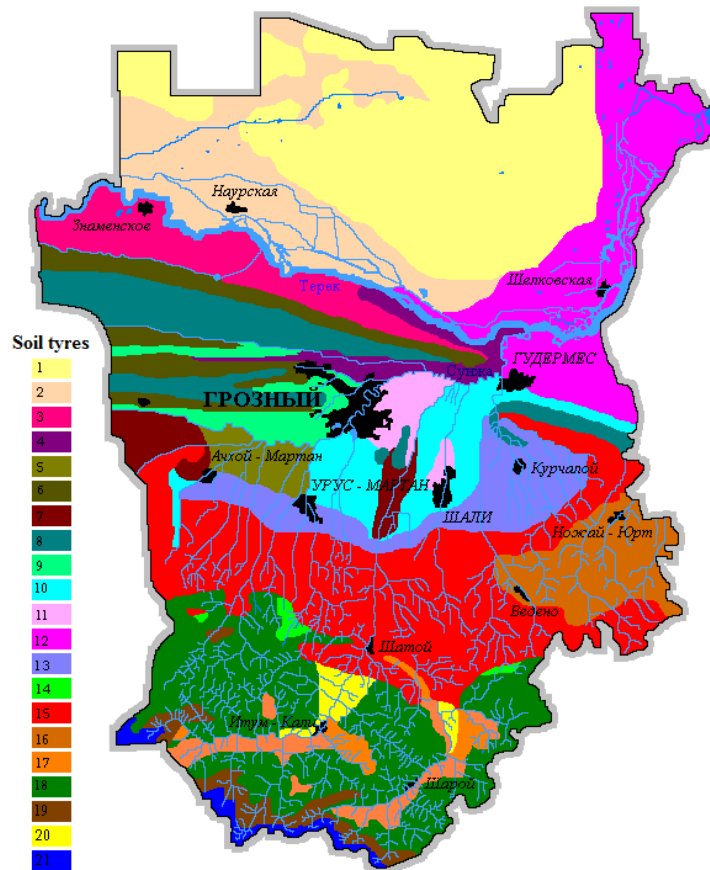 Наурская
Знаменское
Терек
Шелковская
Soil tyres
1
2
3
4
5
6
7
8
9
10
11
12
13
14
15
16
17
18
19
20
21
ГУДЕРМЕС
Сунжа
ГРОЗНЫЙ
Ачхой - Мартан
Курчалой
УРУС - МАРТАН
ШАЛИ
Ножай - Юрт
Ведено
Шатой
Итум - Кали
Шарой